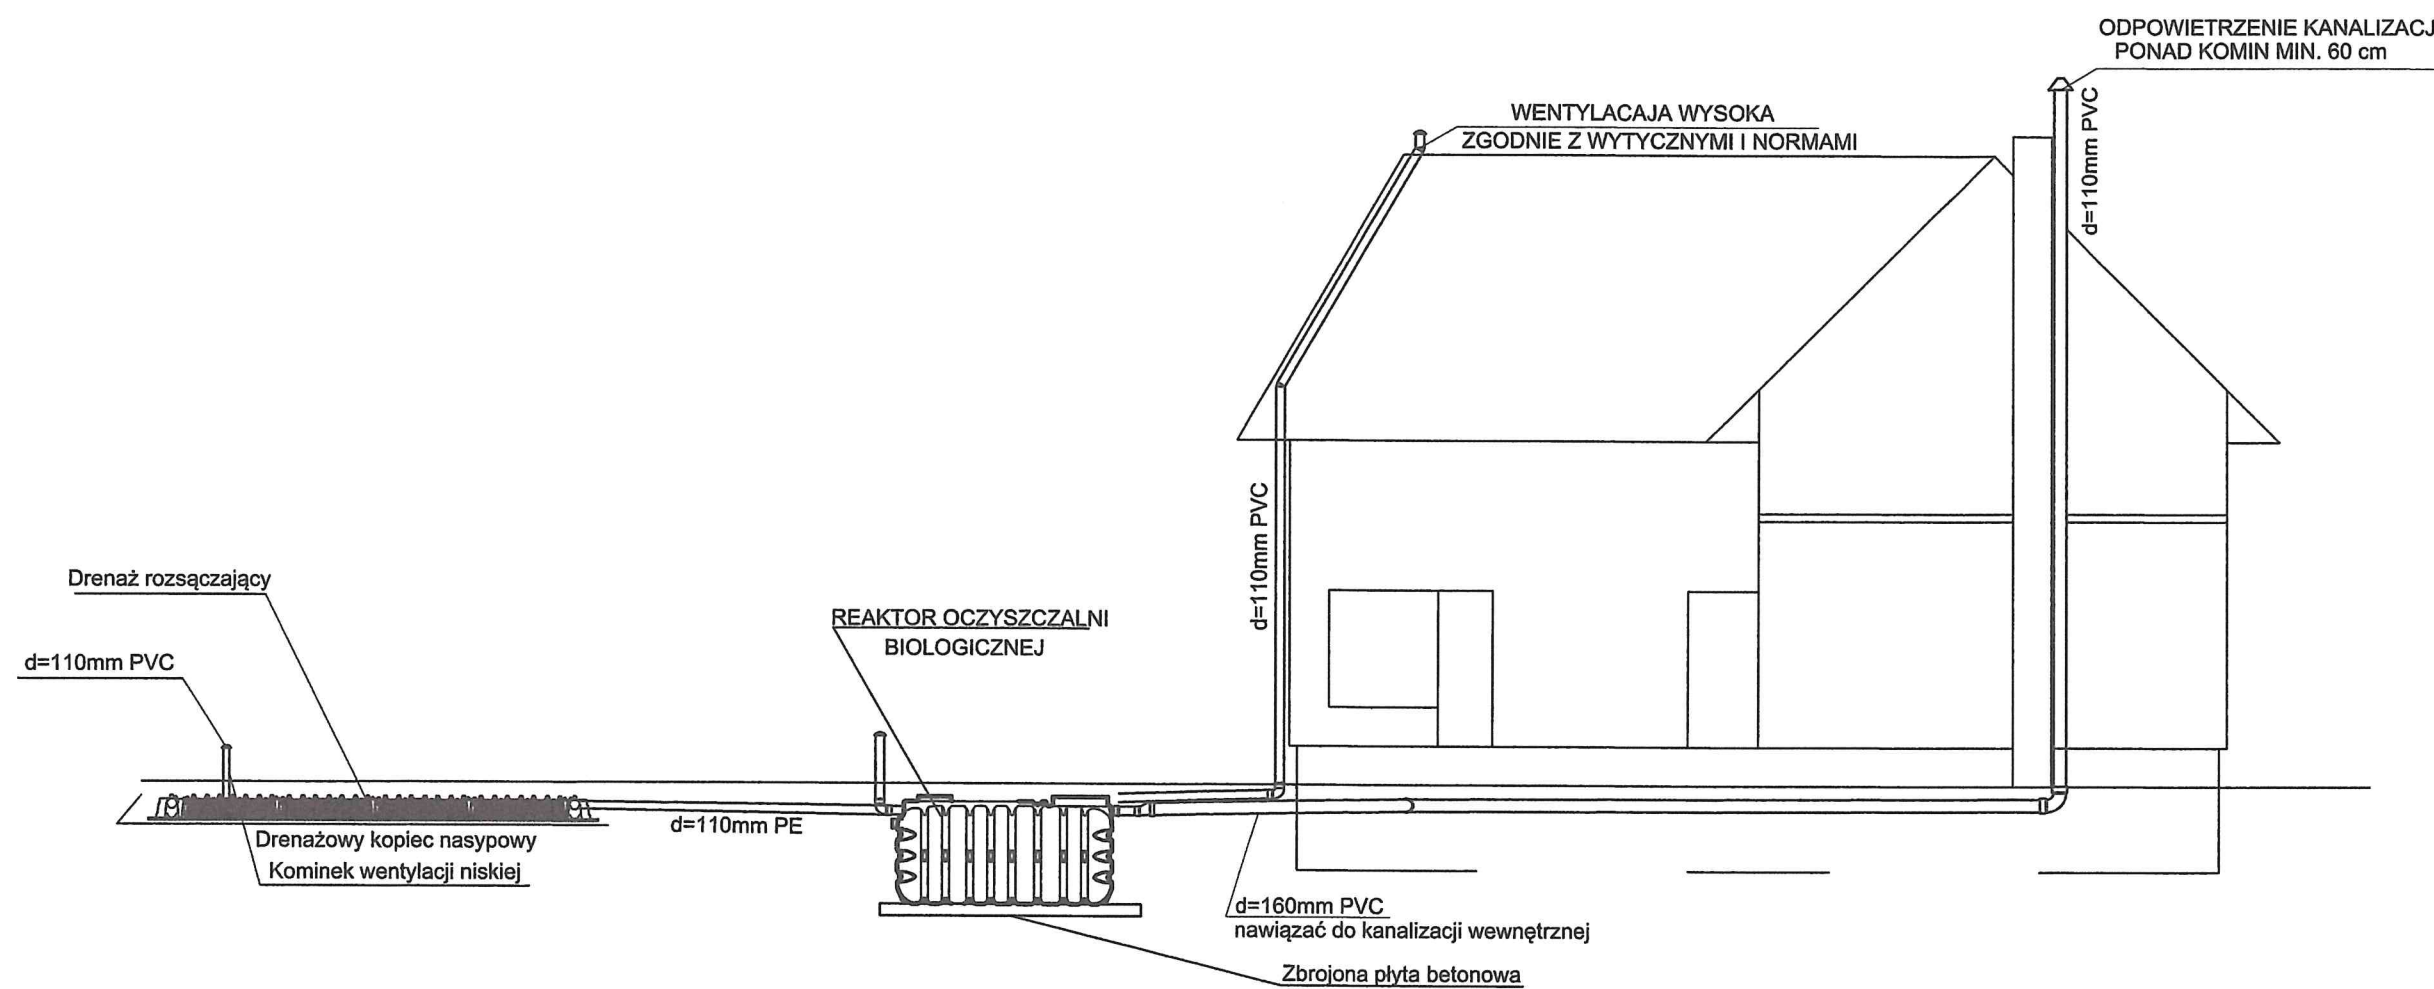 ODPOWIETRZENIE KANALIZACJ
PONAD KOMIN MIN. 60 cm
d=110mm PVC
WENTYLACAJA WYSOKA
ZGODNIE Z WYTYCZNYMI I NORMAMI
d=110mm PVC
Drenaż rozsączający
d=110mm PVC
REAKTOR OCZYSZCZALNI
BIOLOGICZNEJ
d=110mm PE
Drenażowy kopiec nasypowy
Kominek wentylacji niskiej
d=160mm PVC
nawiązać do kanalizacji wewnętrznej
Zbrojona płyta betonowa